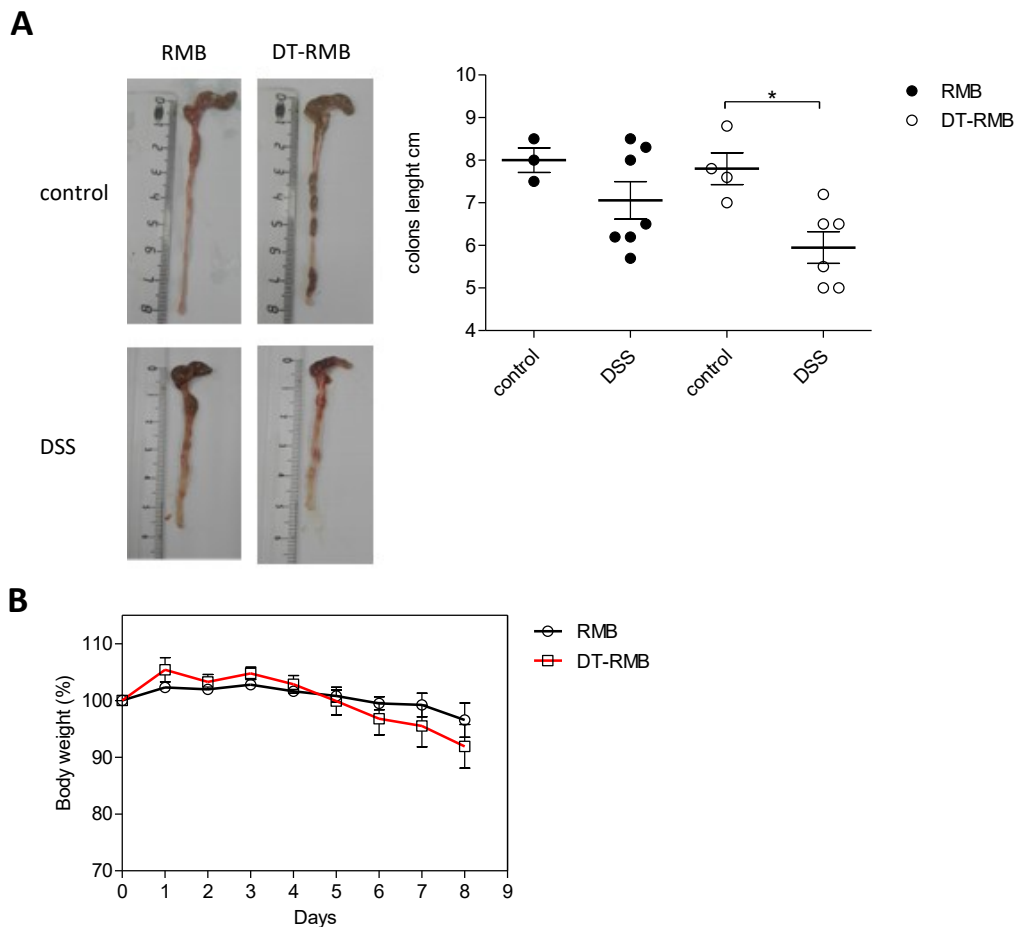 A
RMB
DT-RMB
control
DSS
colons lenght cm
10
9
8
7
6
5
4
*
control
DSS
control
DSS
RMB
DT-RMB
B
Body weight (%)
110
100
90
80
70
0 1 2 3 4 5 6 7 8 9
Days
RMB
DT-RMB